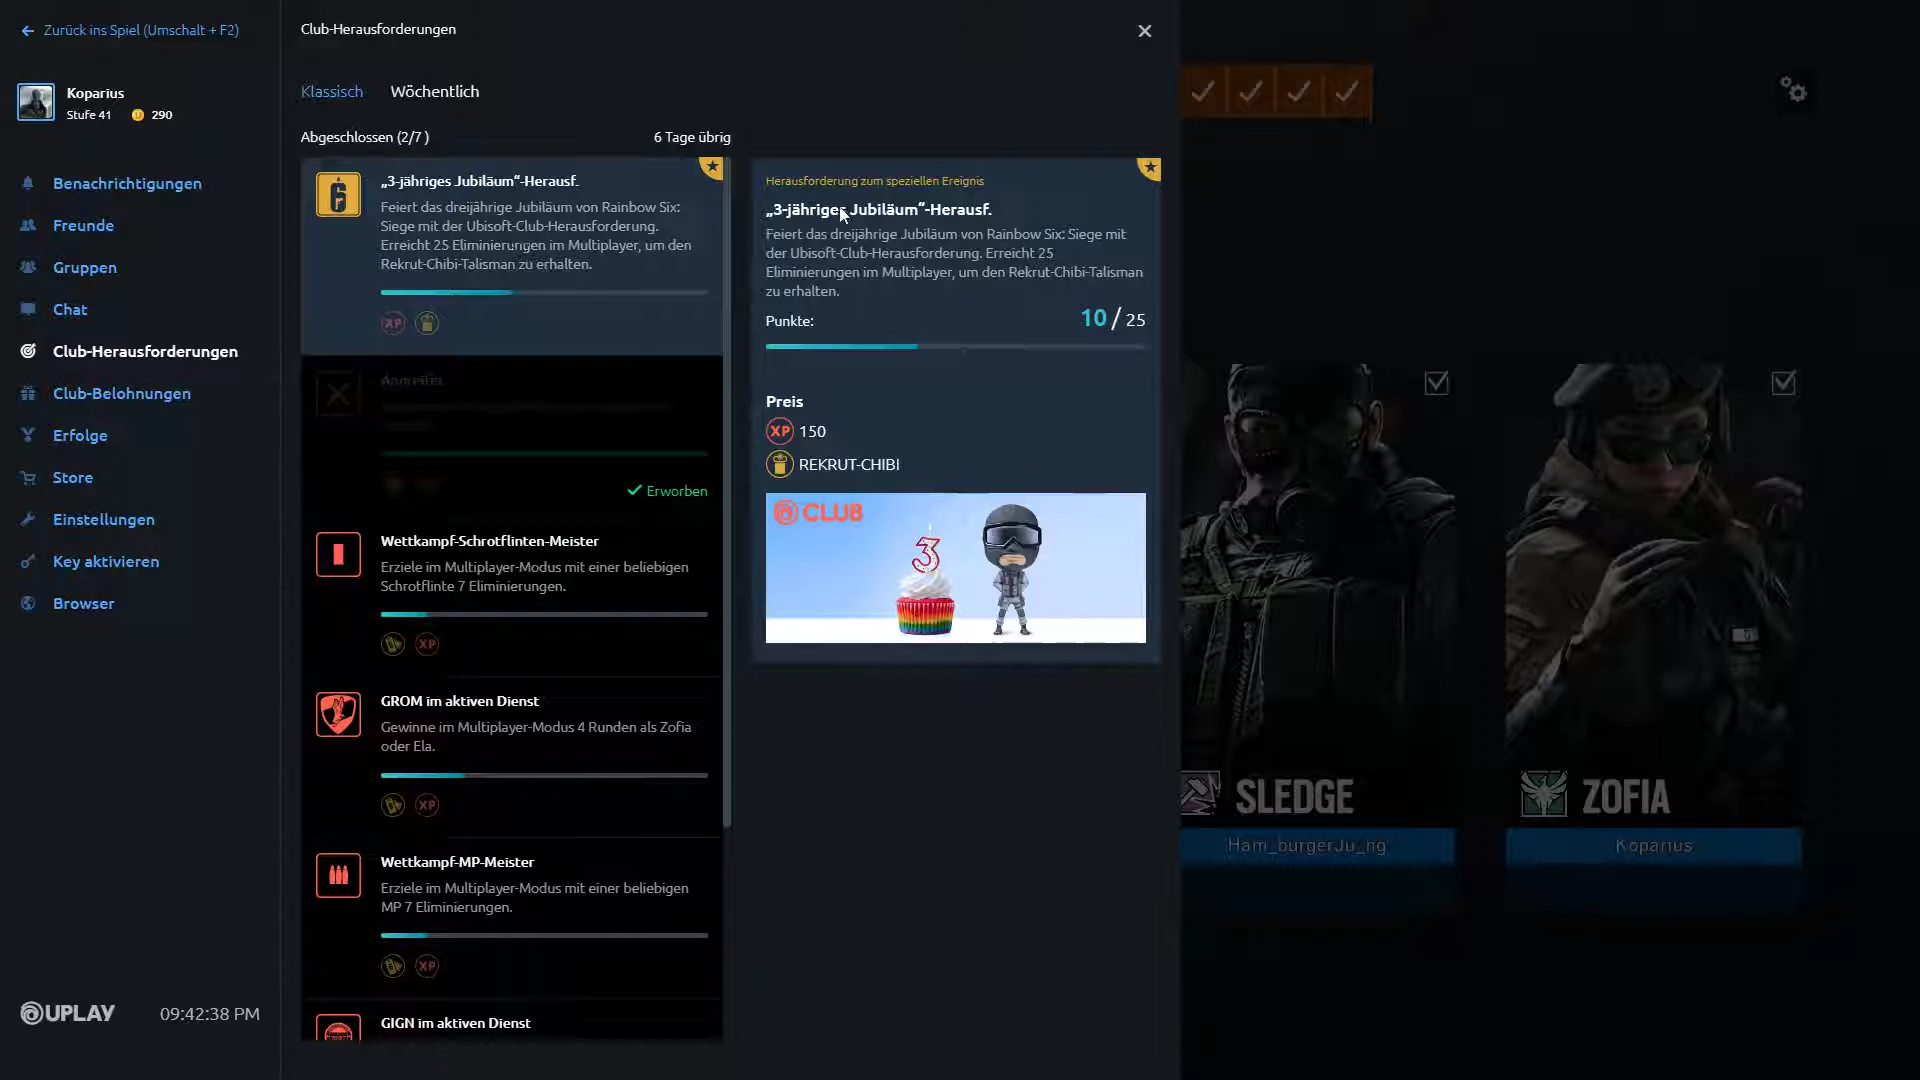 Zurück ins Spiel (Umschalt + F2)
Koparius
Stufe 41 290
Benachrichtigungen
Freunde
Gruppen
Chat
Club-Herausforderungen
Club-Belohnungen
Erfolge
Store
Einstellungen
Key aktivieren
Browser
UPLAY 09:42:38 PM
Club-Herausforderungen
Klassisch Wöchentlich
Abgeschlossen (2/7 ) 6 Tage übrig
6
„3-jähriges Jubiläum“-Herausf.
Feiert das dreijährige Jubiläum von Rainbow Six:
Siege mit der Ubisoft-Club-Herausforderung.
Erreicht 25 Eliminierungen im Multiplayer, um den
Rekrut-Chibi-Talisman zu erhalten.
XP
Erworben
Wettkampf-Schrotflinten-Meister
Erziele im Multiplayer-Modus mit einer beliebigen
Schrotflinte 7 Eliminierungen.
XP
GROM im aktiven Dienst
Gewinne im Multiplayer-Modus 4 Runden als Zofia
oder Ela.
XP
Wettkampf-MP-Meister
Erziele im Multiplayer-Modus mit einer beliebigen
MP 7 Eliminierungen.
XP
GIGN im aktiven Dienst
Herausforderung zum speziellen Ereignis
„3-jähriges Jubiläum“-Herausf.
Feiert das dreijährige Jubiläum von Rainbow Six: Siege mit
der Ubisoft-Club-Herausforderung. Erreicht 25
Eliminierungen im Multiplayer, um den Rekrut-Chibi-Talisman
zu erhalten.
Punkte: 10 / 25
Preis
XP 150
REKRUT-CHIBI
CLUB
3
SLEDGE
Ham_burgerJu_ng
ZOFIA
Koparius